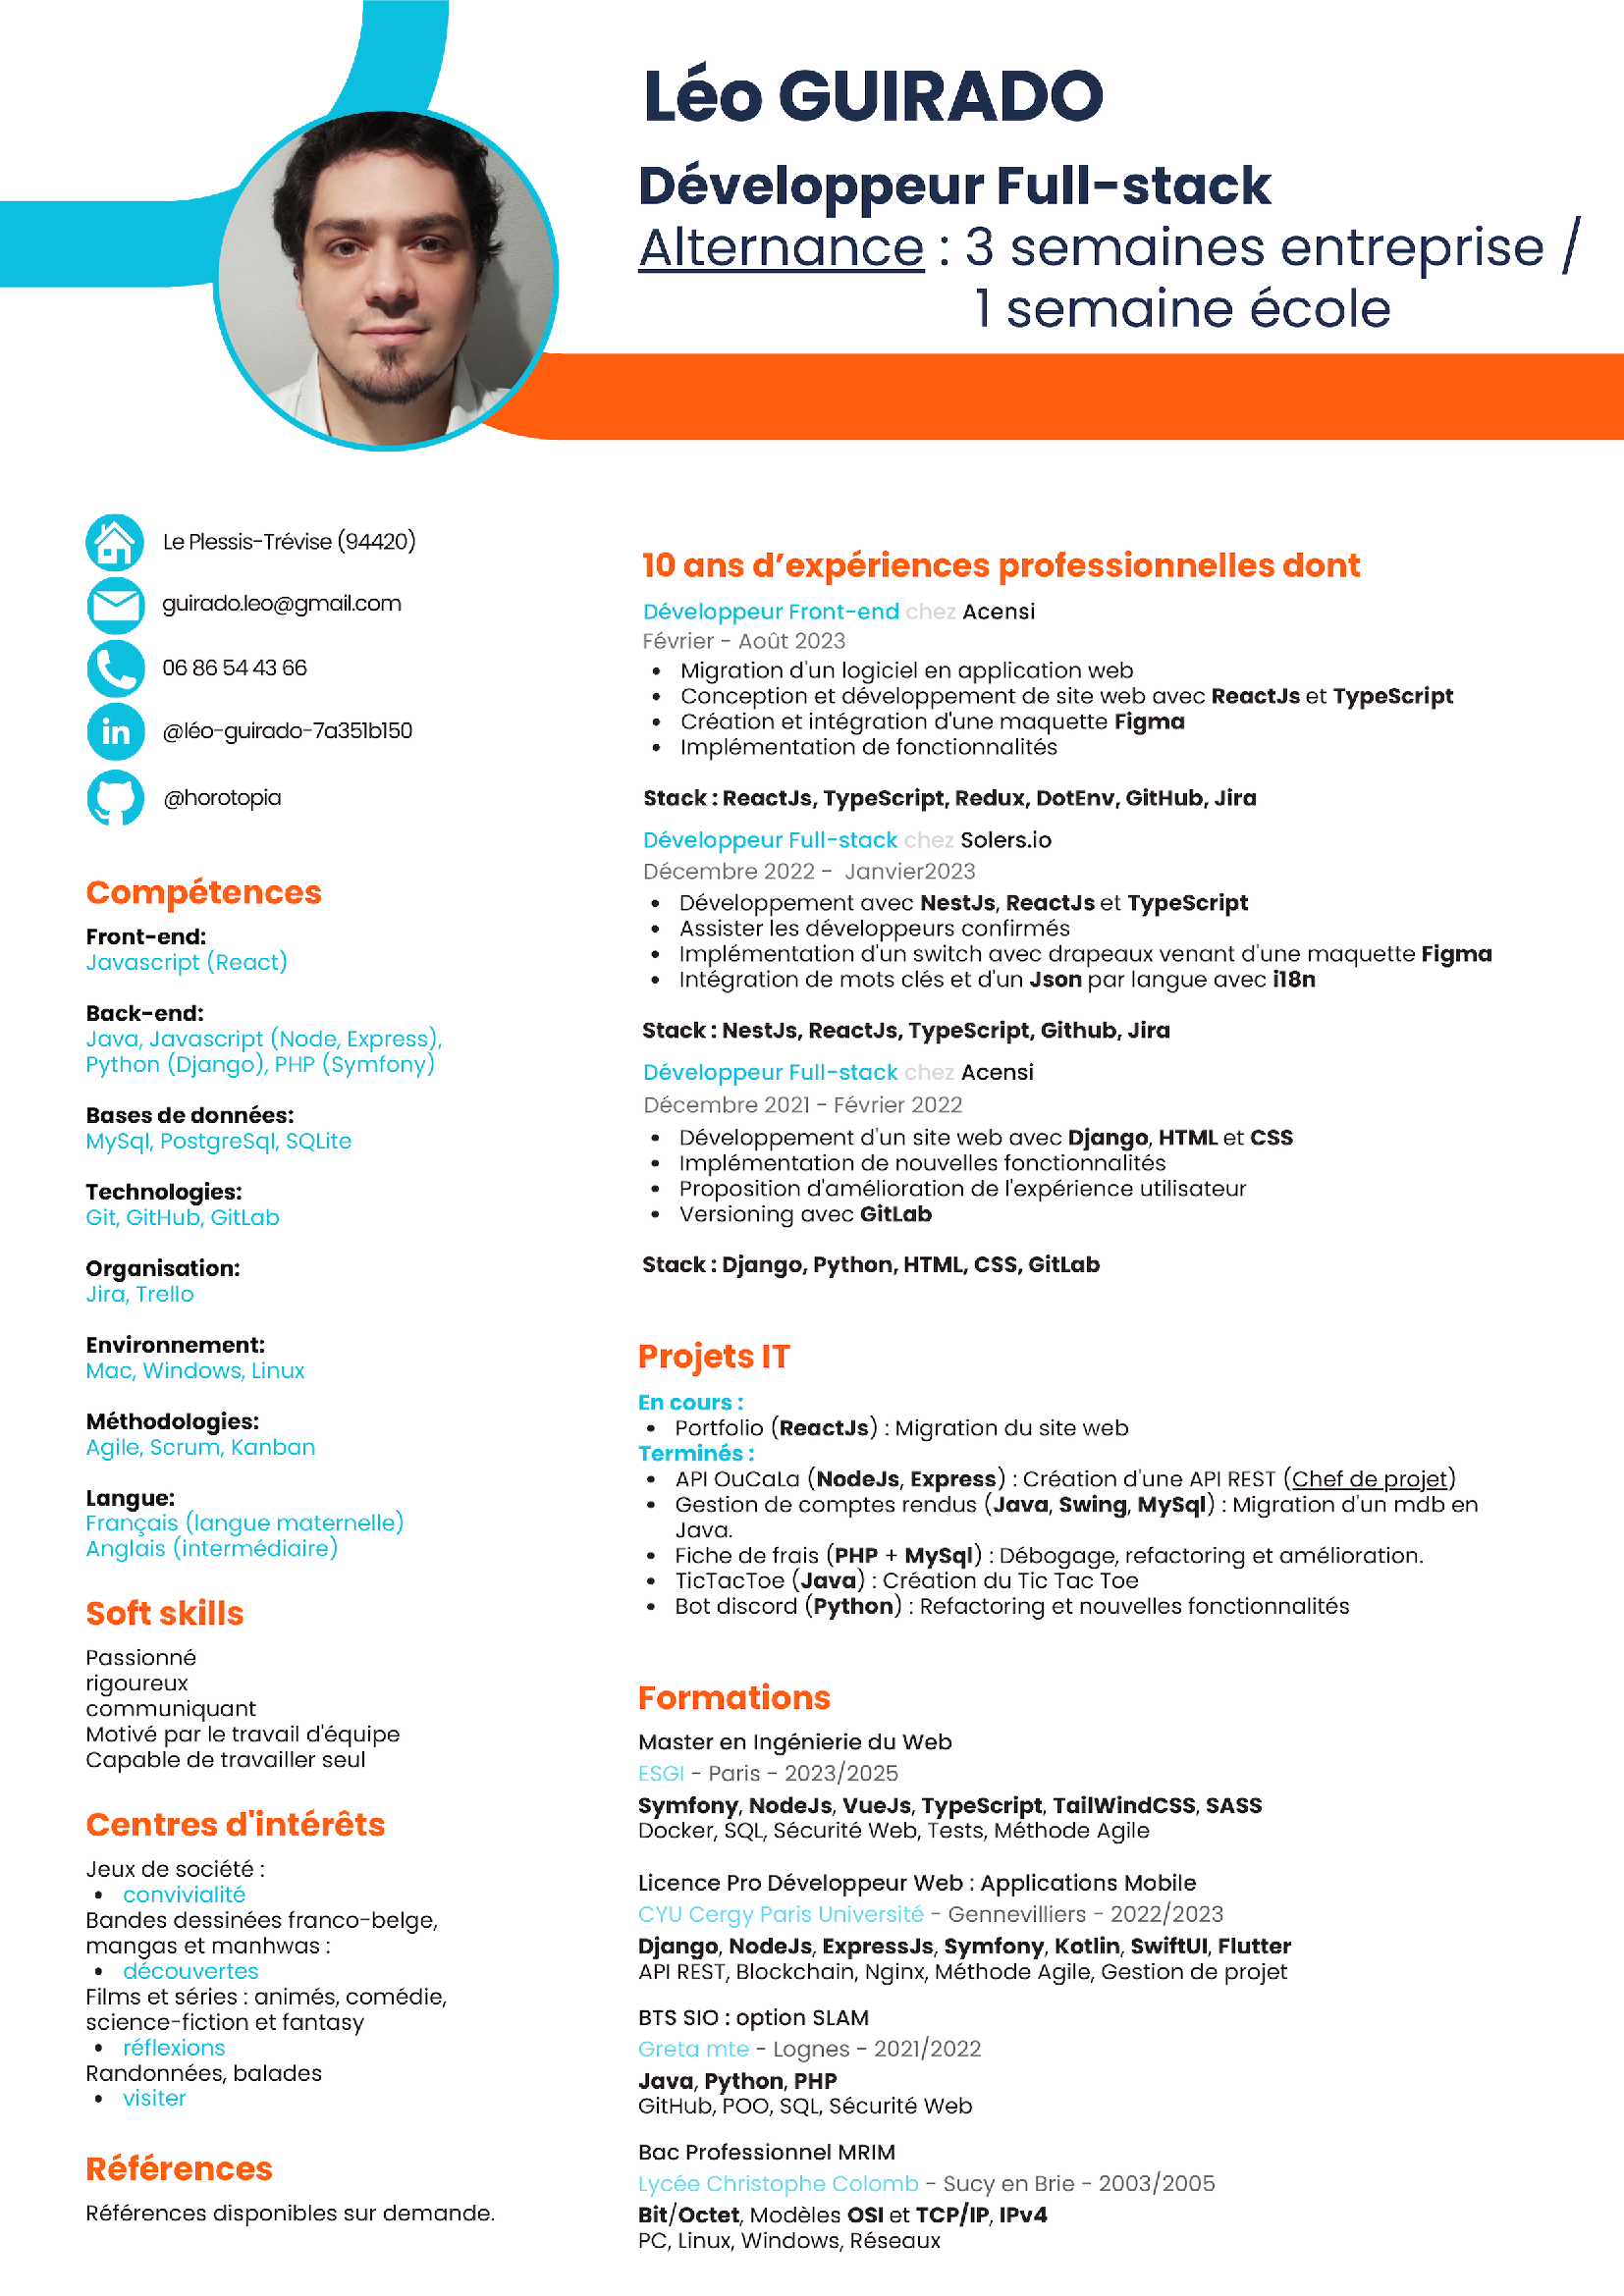 Léo GUIRADO
Développeur Full-stack
Alternance : 3 semaines entreprise /
1 semaine école
Le Plessis-Trévise (94420)
guirado.leo@gmail.com
06 86 54 43 66
in
@léo-guirado-7a351b150
@horotopia
Compétences
Front-end:
Javascript (React)
Back-end:
Java, Javascript (Node, Express),
Python (Django), PHP (Symfony)
Bases de données:
MySql, PostgreSql, SQLite
Technologies:
Git, GitHub, GitLab
Organisation:
Jira, Trello
Environnement:
Mac, Windows, Linux
Méthodologies:
Agile, Scrum, Kanban
Langue:
Français (langue maternelle)
Anglais (intermédiaire)
Soft skills
Passionné
rigoureux
communiquant
Motivé par le travail d'équipe
Capable de travailler seul
Centres d'intérêts
Jeux de société :
• convivialité
Bandes dessinées franco-belge,
mangas et manhwas :
• découvertes
Films et séries : animés, comédie,
science-fiction et fantasy
• réflexions
Randonnées, balades
• visiter
Références
Références disponibles sur demande.
10 ans d’expériences professionnelles dont
Développeur Front-end chez Acensi
Février - Août 2023
• Migration d'un logiciel en application web
• Conception et développement de site web avec ReactJs et TypeScript
• Création et intégration d'une maquette Figma
• Implémentation de fonctionnalités
Stack : ReactJs, TypeScript, Redux, DotEnv, GitHub, Jira
Développeur Full-stack chez Solers.io
Décembre 2022 - Janvier2023
• Développement avec NestJs, ReactJs et TypeScript
• Assister les développeurs confirmés
• Implémentation d'un switch avec drapeaux venant d'une maquette Figma
• Intégration de mots clés et d'un Json par langue avec i18n
Stack : NestJs, ReactJs, TypeScript, Github, Jira
Développeur Full-stack chez Acensi
Décembre 2021 - Février 2022
• Développement d'un site web avec Django, HTML et CSS
• Implémentation de nouvelles fonctionnalités
• Proposition d'amélioration de l'expérience utilisateur
• Versioning avec GitLab
Stack : Django, Python, HTML, CSS, GitLab
Projets IT
En cours :
• Portfolio (ReactJs) : Migration du site web
Terminés :
• API OuCaLa (NodeJs, Express) : Création d'une API REST (Chef de projet)
• Gestion de comptes rendus (Java, Swing, MySql) : Migration d'un mdb en
Java.
• Fiche de frais (PHP + MySql) : Débogage, refactoring et amélioration.
• TicTacToe (Java) : Création du Tic Tac Toe
• Bot discord (Python) : Refactoring et nouvelles fonctionnalités
Formations
Master en Ingénierie du Web
ESGI - Paris - 2023/2025
Symfony, NodeJs, VueJs, TypeScript, TailWindCSS, SASS
Docker, SQL, Sécurité Web, Tests, Méthode Agile
Licence Pro Développeur Web : Applications Mobile
CYU Cergy Paris Université - Gennevilliers - 2022/2023
Django, NodeJs, ExpressJs, Symfony, Kotlin, SwiftUI, Flutter
API REST, Blockchain, Nginx, Méthode Agile, Gestion de projet
BTS SIO : option SLAM
Greta mte - Lognes - 2021/2022
Java, Python, PHP
GitHub, POO, SQL, Sécurité Web
Bac Professionnel MRIM
Lycée Christophe Colomb - Sucy en Brie - 2003/2005
Bit/Octet, Modèles OSI et TCP/IP, IPv4
PC, Linux, Windows, Réseaux